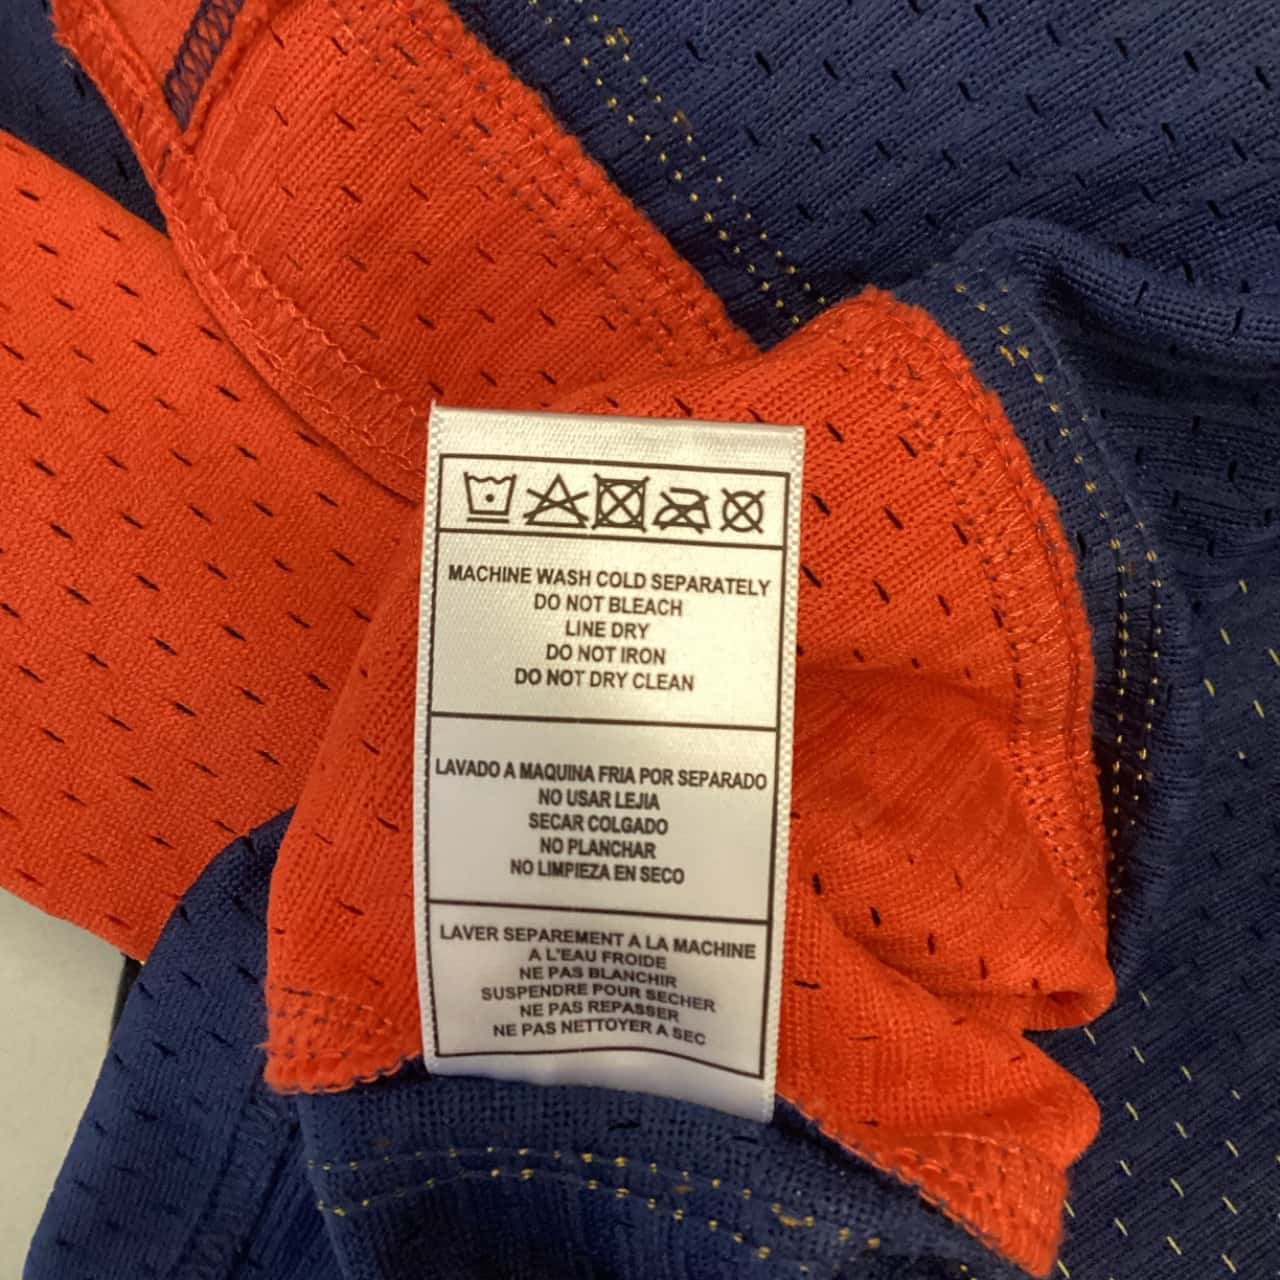 MACHINE WASH COLD SEPARATELY
DO NOT BLEACH
LINE DRY
DO NOT IRON
DO NOT DRY CLEAN
LAVADO A MAQUINA FRIA POR SEPARADO
NO USAR LEJIA
SECAR COLGADO
NO PLANCHAR
NO LIMPIEZA EN SECO
LAVER SEPAREMENT A LA MACHINE
A L'EAU FROIDE
NE PAS BLANCHIR
SUSPENDRE POUR SECHER
NE PAS REPASSER
NE PAS NETTOYER A SEC